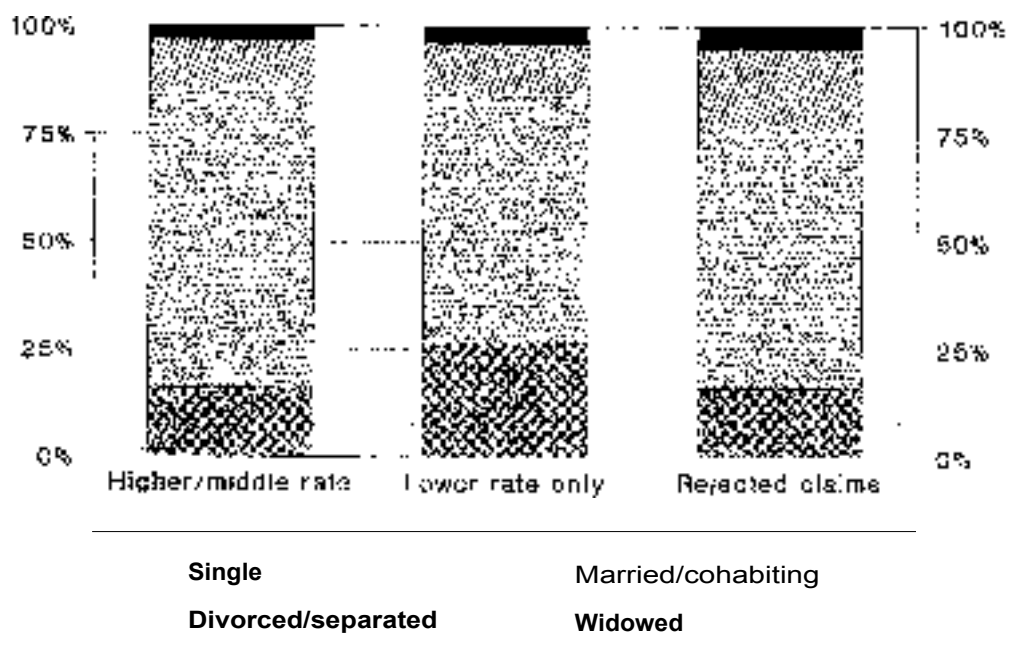 100% 100%
75% 75%
50% 50%
25% 25%
0% 0%
Higher/middle rate Lower rate only Rejected claims
Single Married/cohabiting
Divorced/separated Widowed